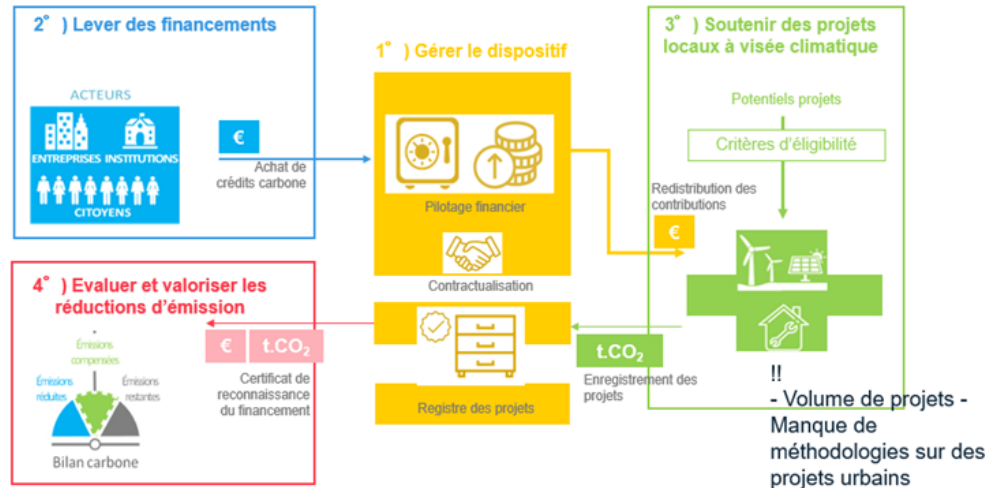 2° ) Lever des financements
ACTEURS
ENTREPRISES INSTITUTIONS
CITOYENS
€
Achat de
crédits carbone
1° ) Gérer le dispositif
Pilotage financier
Contractualisation
Registre des projets
3° ) Soutenir des projets
locaux à visée climatique
Potentiels projets
Critères d'éligibilité
Redistribution des
contributions
€
t.CO₂
Enregistrement des
projets
!!
- Volume de projets -
Manque de
méthodologies sur des
projets urbains
4° ) Evaluer et valoriser les
réductions d'émission
€
t.CO₂
Certificat de
reconnaissance
du financement
Émissions
compensées
Émissions
réduites
Émissions
restantes
Bilan carbone